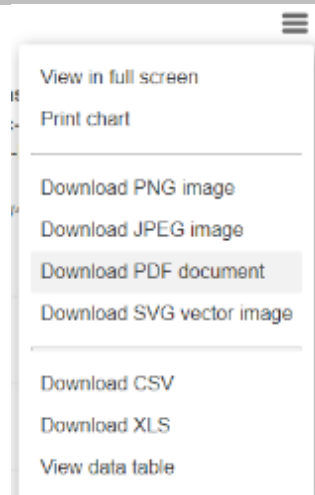 View in full screen
Print chart
Download PNG image
Download JPEG image
Download PDF document
Download SVG vector image
Download CSV
Download XLS
View data table